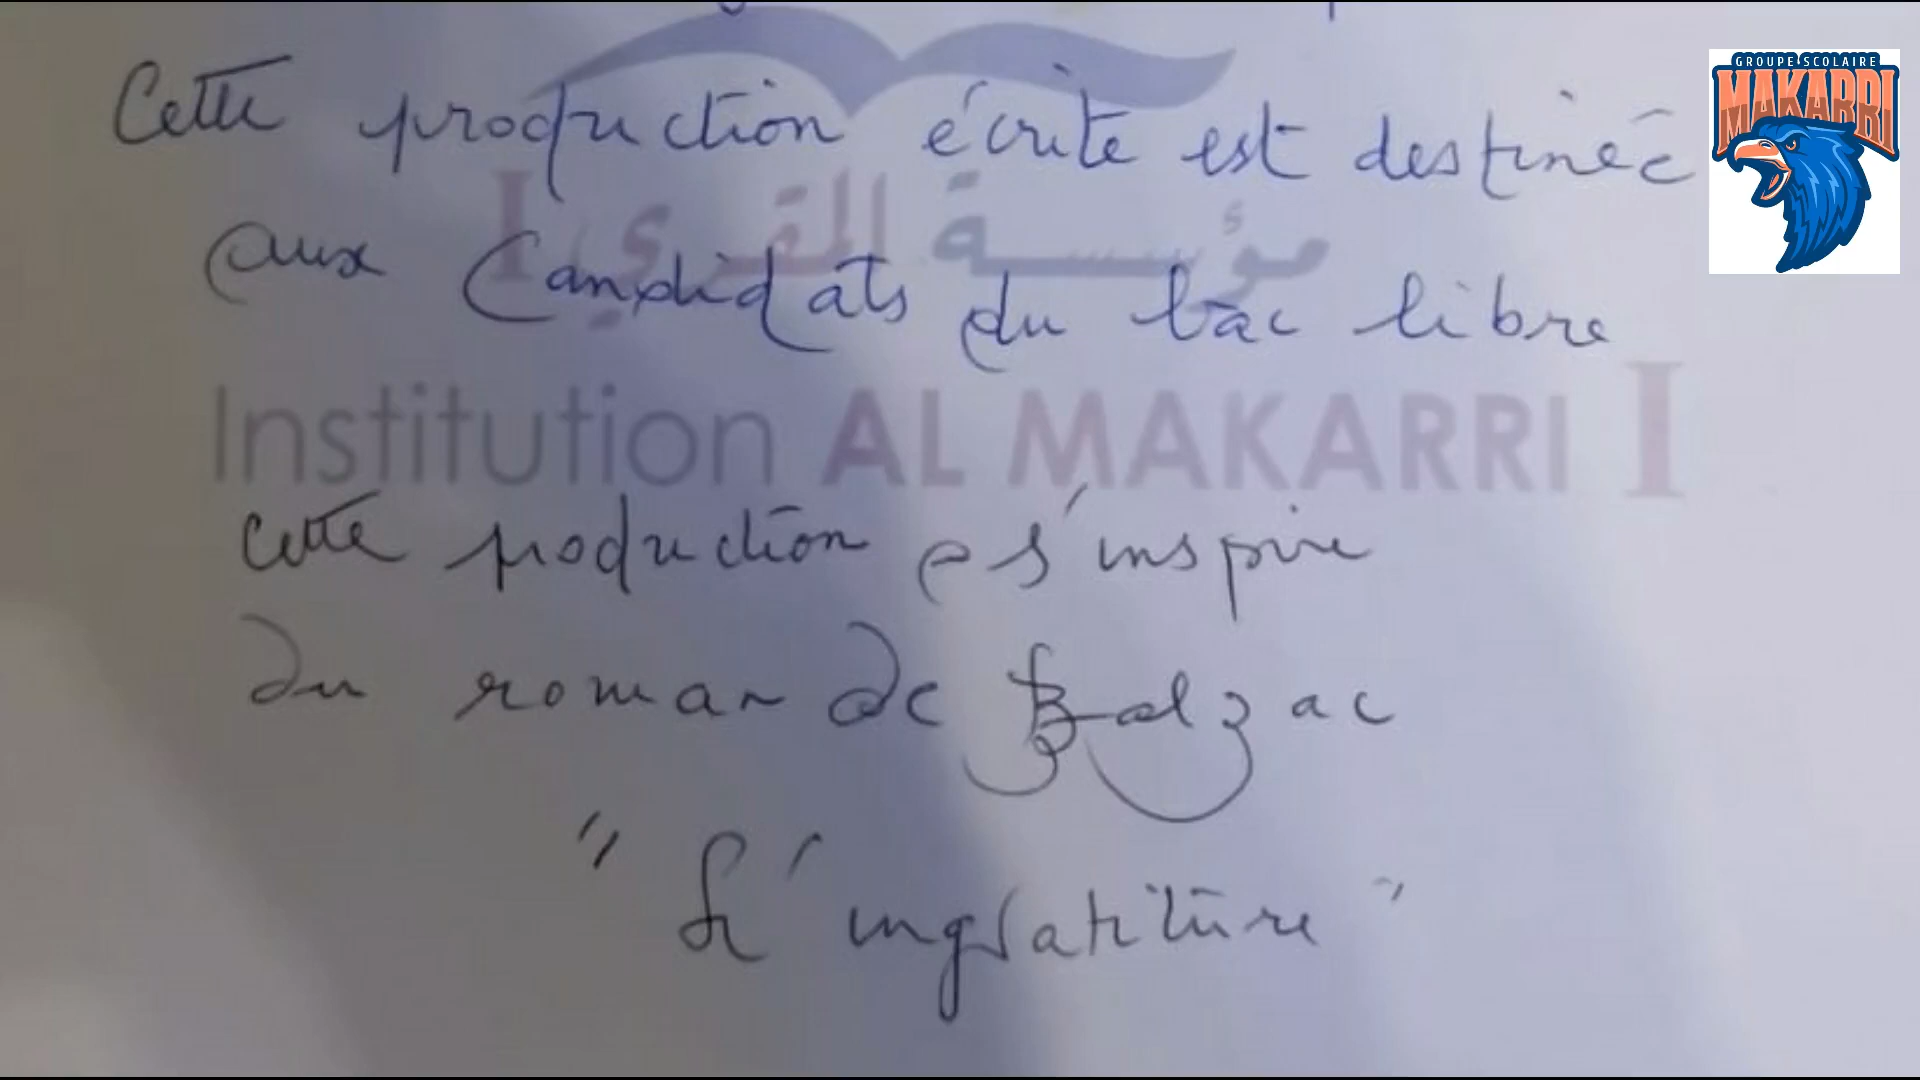 GROUPE SCOLAIRE
MAKARRI
Cette production écrite est destinée
مؤسسة المقري I
aux Candidats du bac libre
Institution AL MAKARRI I
Cette production s'inspire
du roman de Balzac
"L'ingratiture"